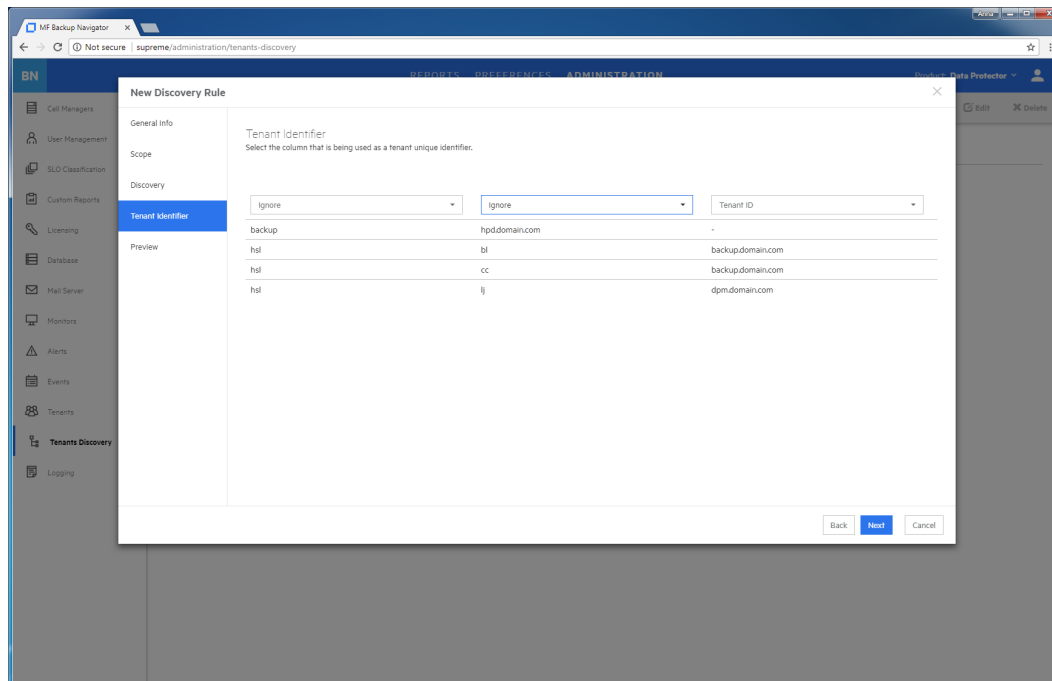 Anna
MF Backup Navigator
Not secure | supreme/administration/tenants-discovery
BN
REPORTS PREFERENCES ADMINISTRATION
Product: Data Protector
Edit Delete
Cell Managers
User Management
SLO Classification
Custom Reports
Licensing
Database
Mail Server
Monitors
Alerts
Events
Tenants
Tenants Discovery
Logging
New Discovery Rule
General Info
Scope
Discovery
Tenant Identifier
Preview
Tenant Identifier
Select the column that is being used as a tenant unique identifier.
Ignore Ignore Tenant ID
backup hpd.domain.com -
hsl bl backup.domain.com
hsl cc backup.domain.com
hsl lj dpm.domain.com
Back Next Cancel